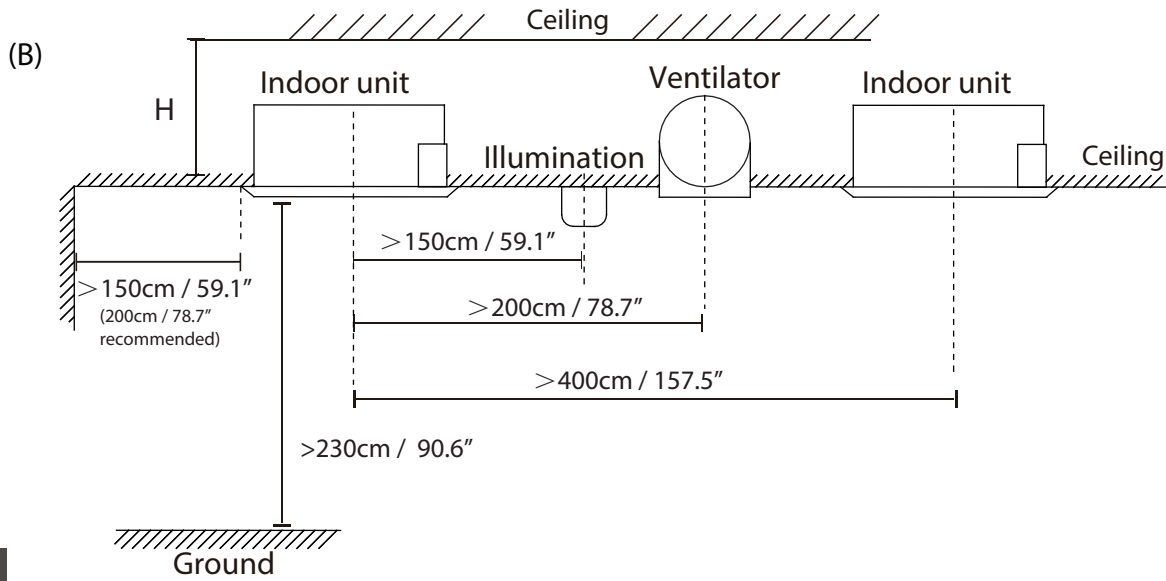 Ceiling
(B)
Indoor unit
Ventilator
Indoor unit
H
Illumination
Ceiling
>150cm / 59.1”
>150cm / 59.1”
(200cm / 78.7”
recommended)
>200cm / 78.7”
>400cm / 157.5”
>230cm / 90.6”
Ground